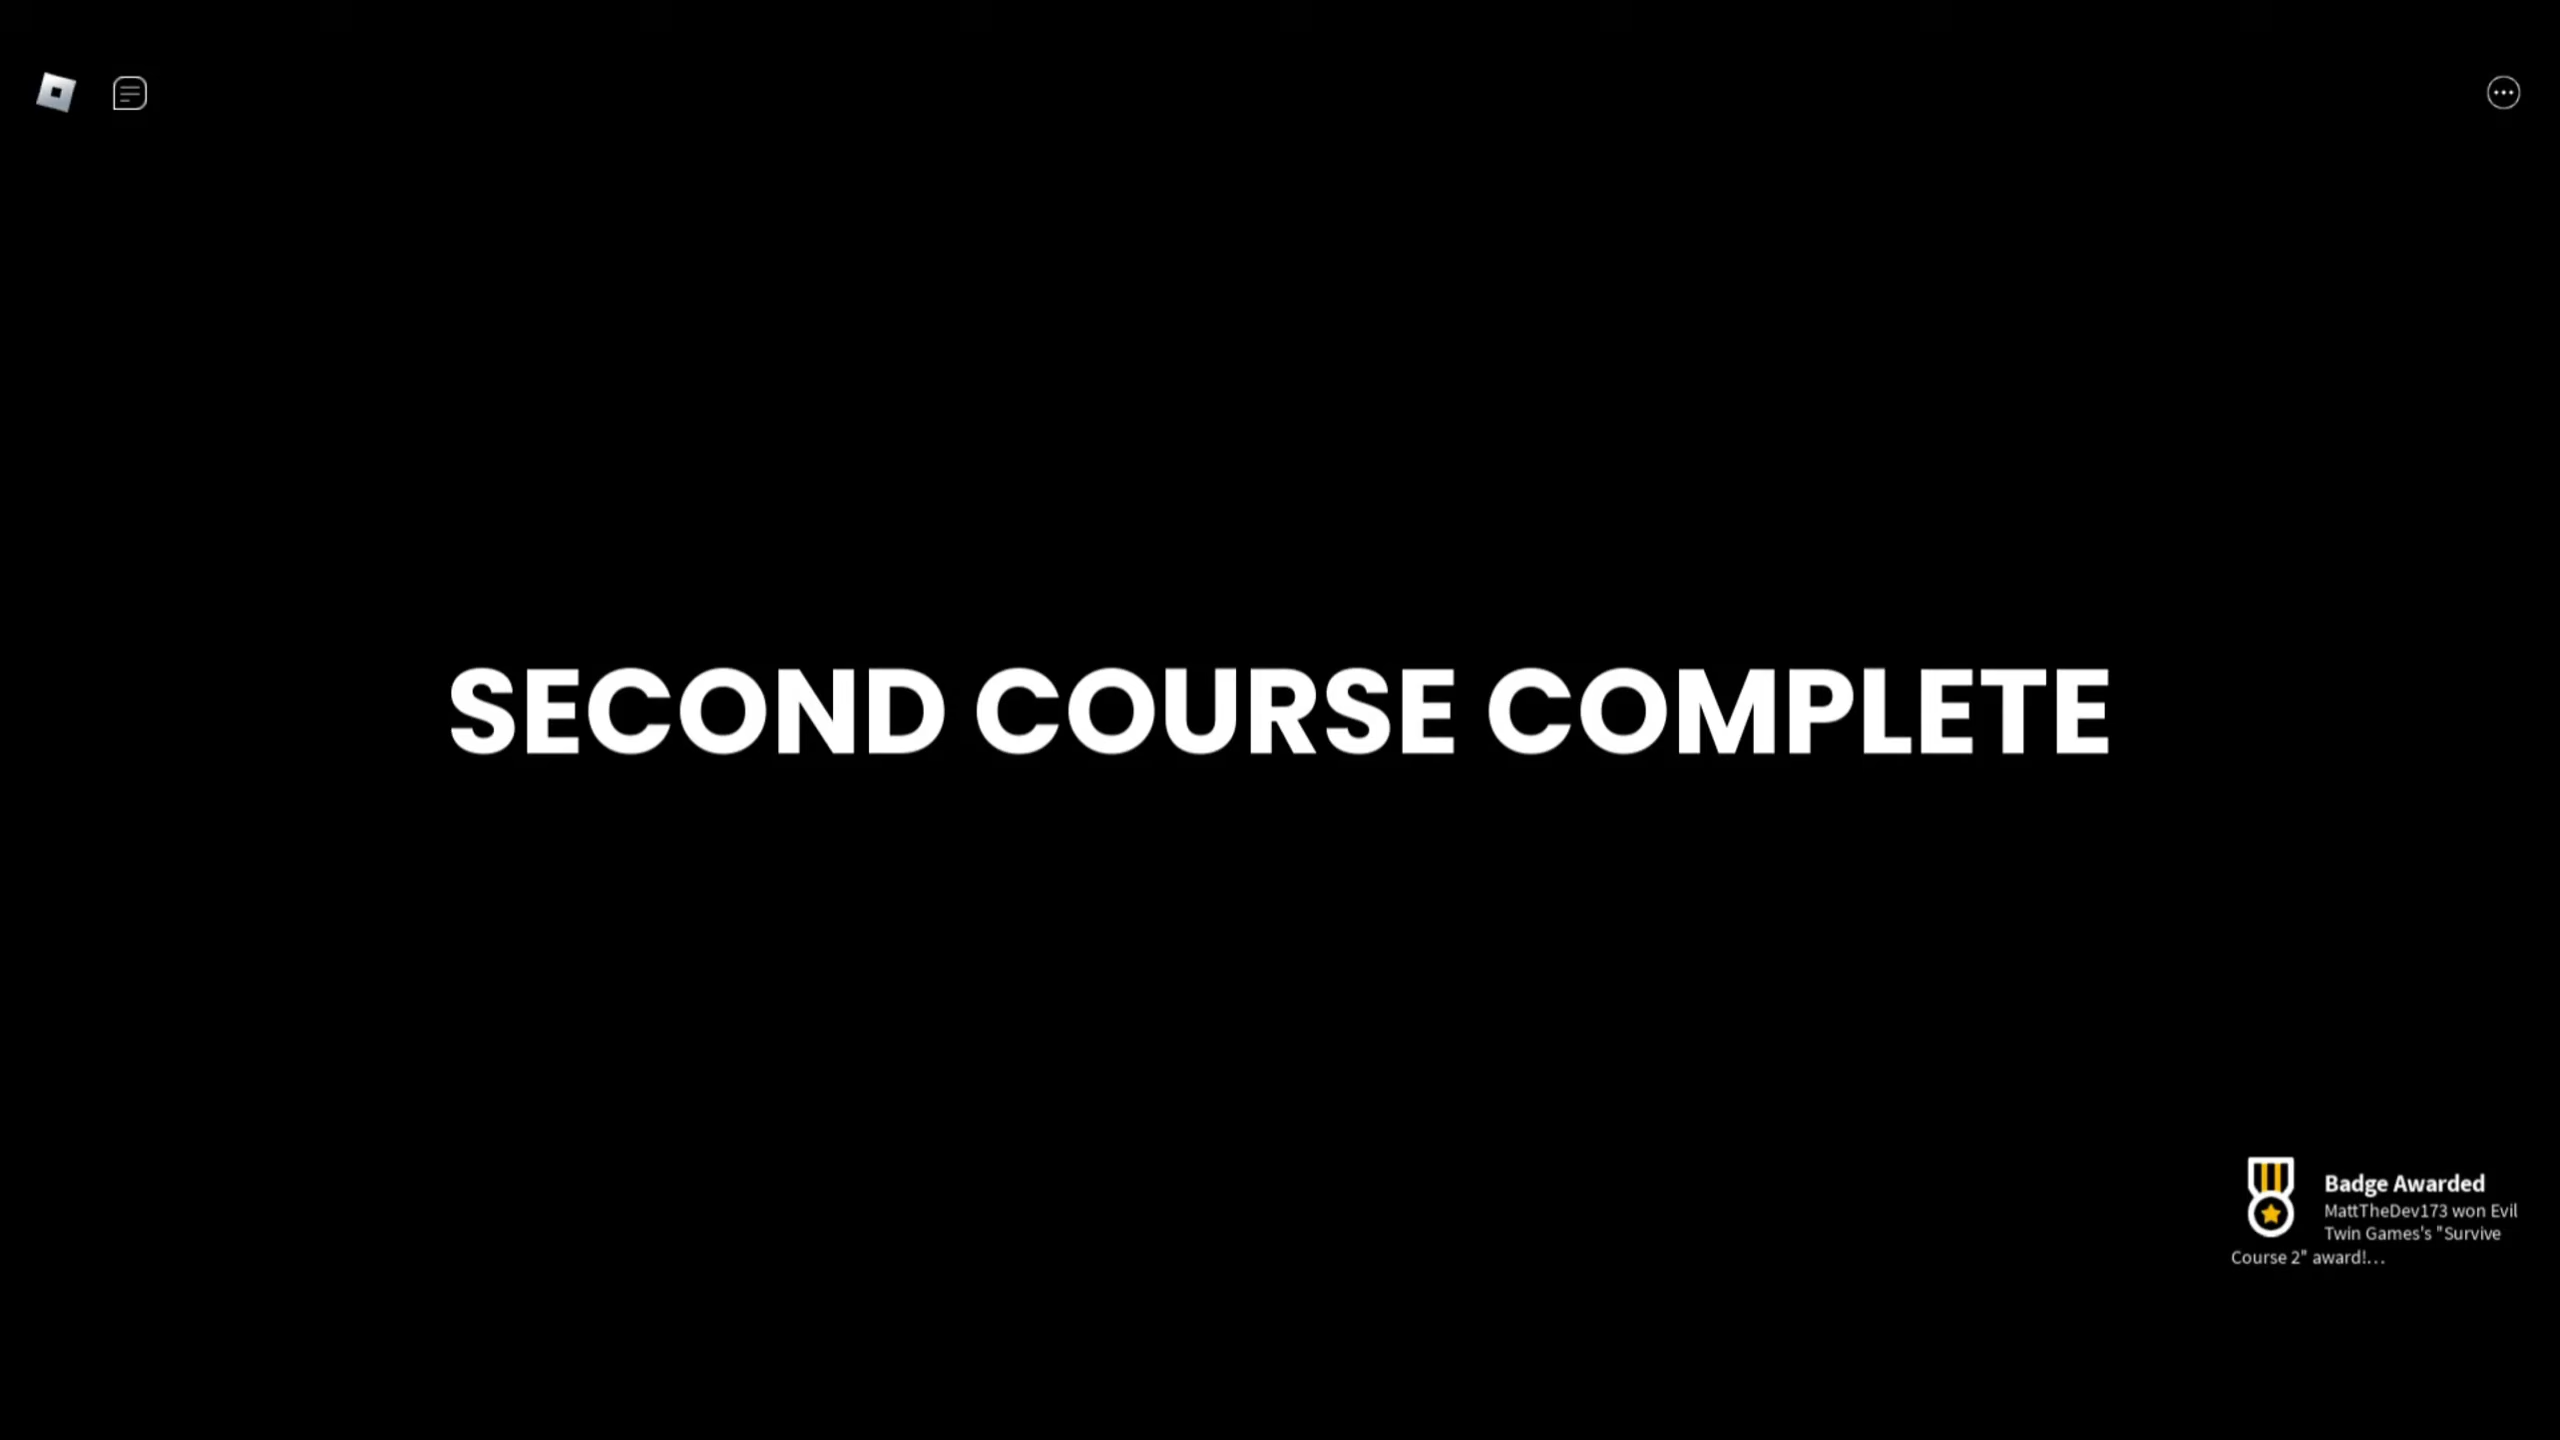 SECOND COURSE COMPLETE
Badge Awarded
MattTheDev173 won Evil
Twin Games's "Survive
Course 2" award!...